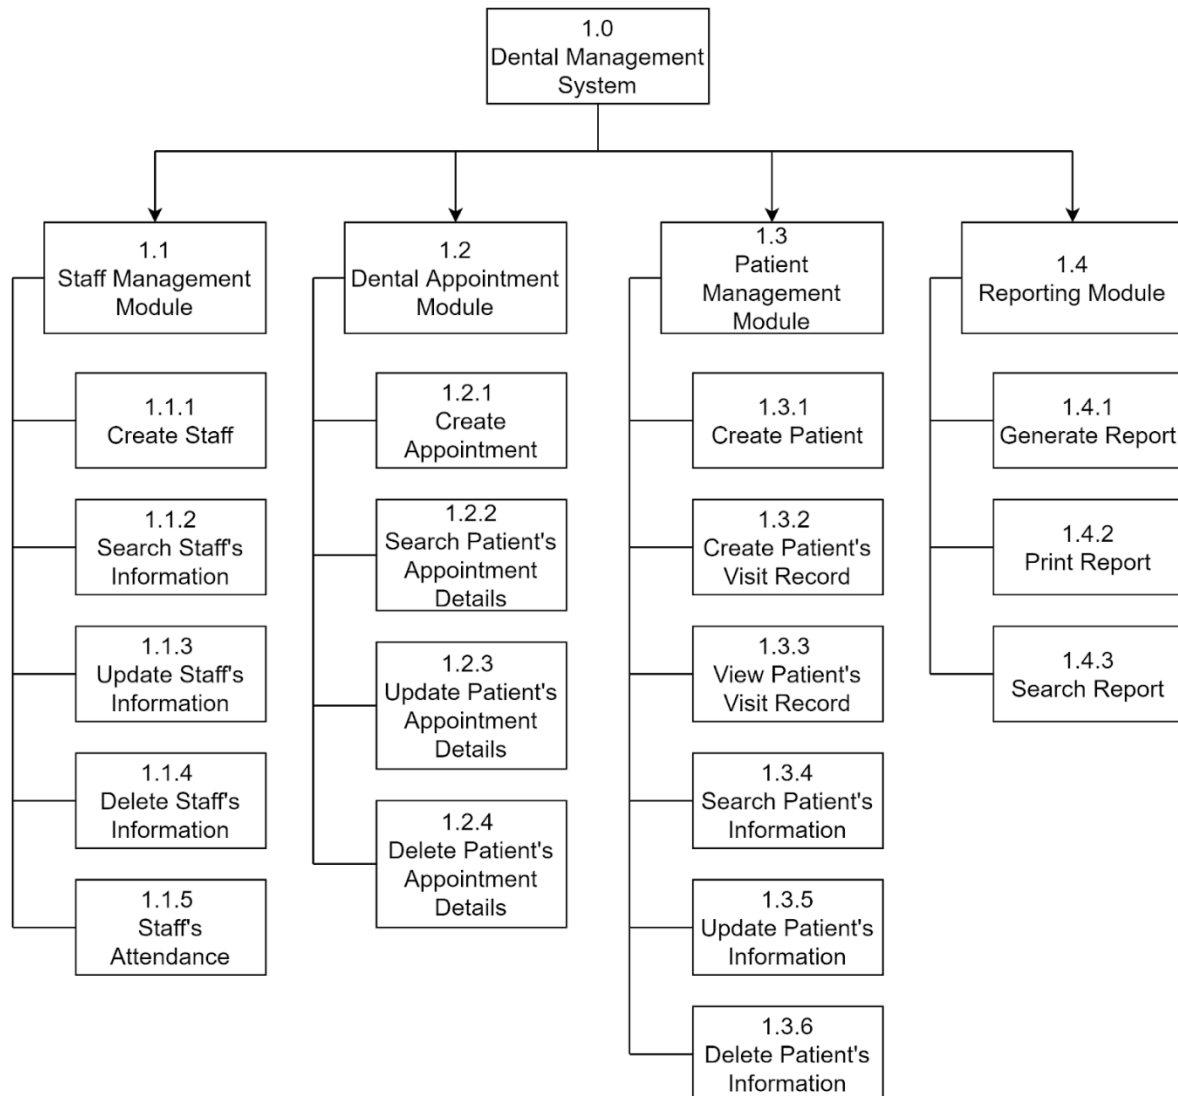 1.0
Dental Management
System
1.1
Staff Management
Module
1.2
Dental Appointment
Module
1.3
Patient
Management
Module
1.4
Reporting Module
1.1.1
Create Staff
1.1.2
Search Staff's
Information
1.1.3
Update Staff's
Information
1.1.4
Delete Staff's
Information
1.1.5
Staff's
Attendance
1.2.1
Create
Appointment
1.2.2
Search Patient's
Appointment
Details
1.2.3
Update Patient's
Appointment
Details
1.2.4
Delete Patient's
Appointment
Details
1.3.1
Create Patient
1.3.2
Create Patient's
Visit Record
1.3.3
View Patient's
Visit Record
1.3.4
Search Patient's
Information
1.3.5
Update Patient's
Information
1.3.6
Delete Patient's
Information
1.4.1
Generate Report
1.4.2
Print Report
1.4.3
Search Report